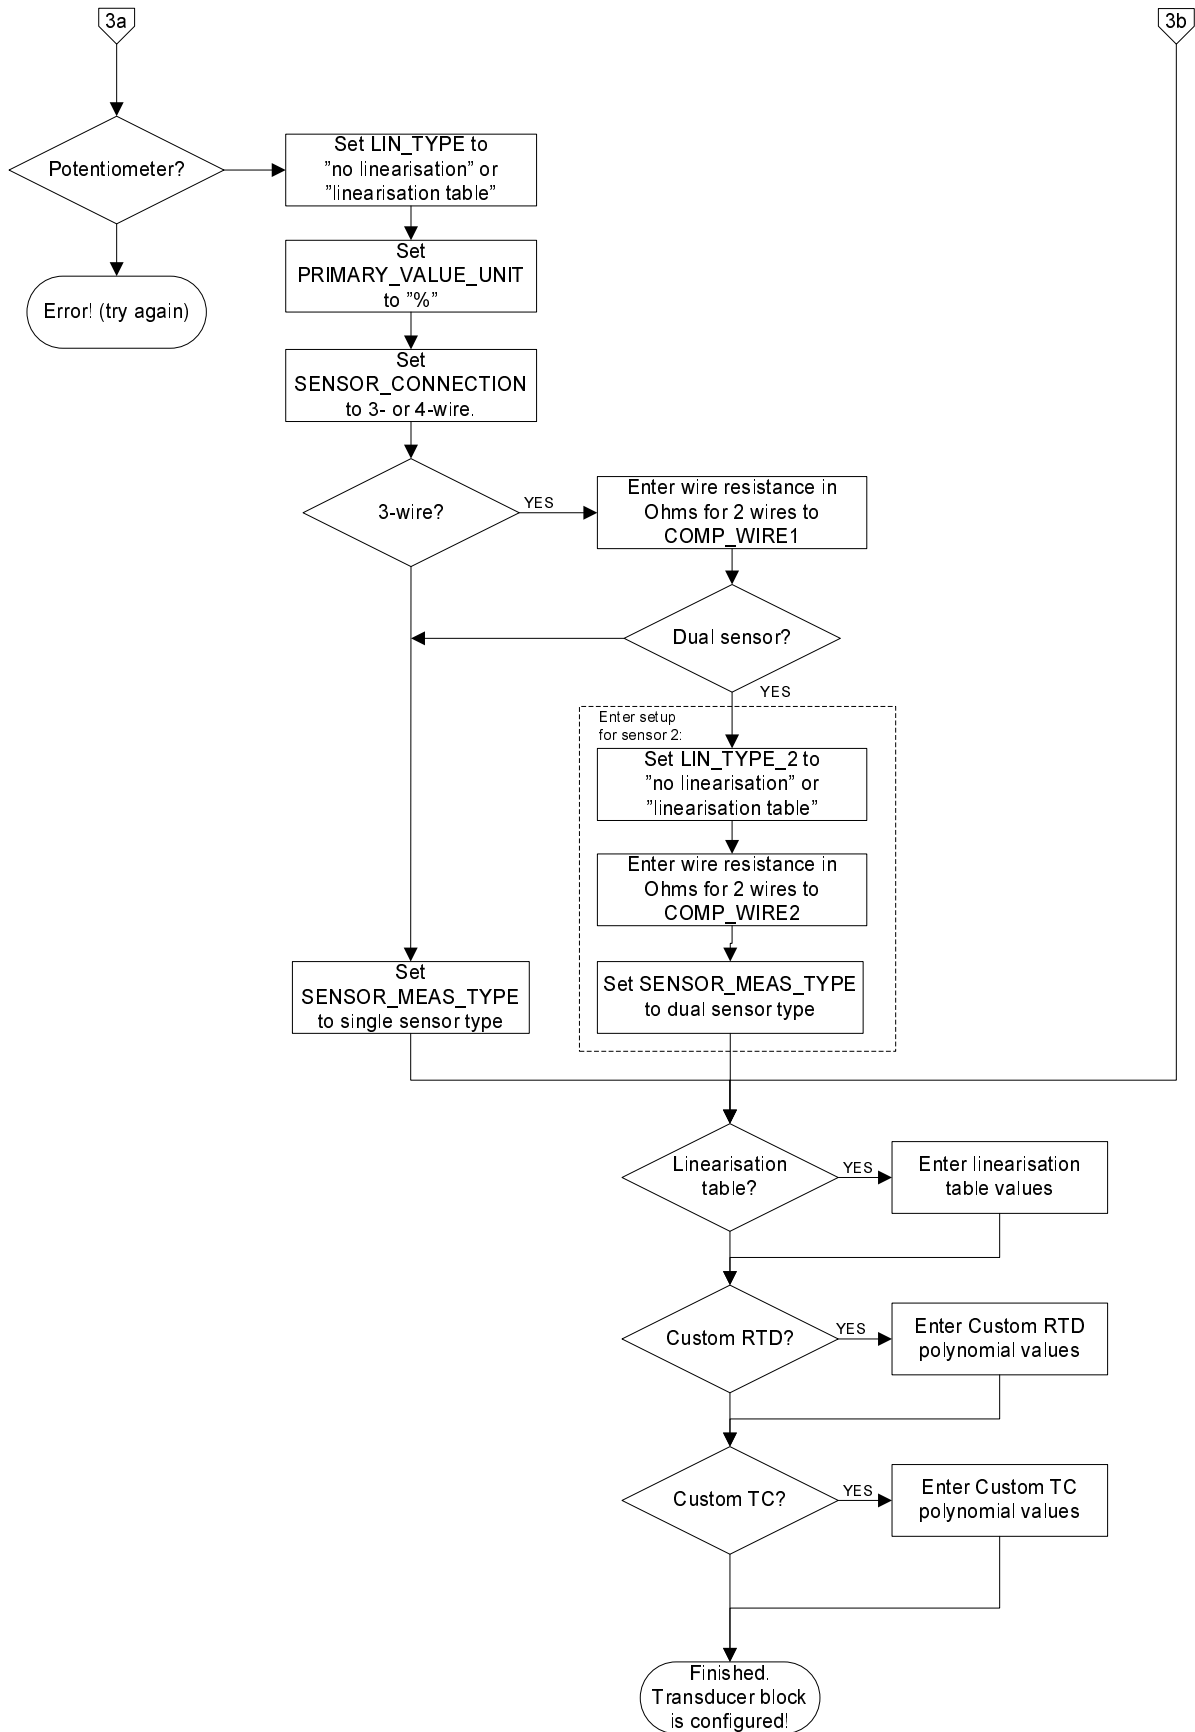 3a
3b
Potentiometer?
Set LIN_TYPE to
”no linearisation” or
”linearisation table”
Error! (try again)
Set
PRIMARY_VALUE_UNIT
to ”%”
Set
SENSOR_CONNECTION
to 3- or 4-wire.
3-wire?
YES
Enter wire resistance in
Ohms for 2 wires to
COMP_WIRE1
Dual sensor?
YES
Enter setup
for sensor 2:
Set LIN_TYPE_2 to
”no linearisation” or
”linearisation table”
Enter wire resistance in
Ohms for 2 wires to
COMP_WIRE2
Set
SENSOR_MEAS_TYPE
to single sensor type
Set SENSOR_MEAS_TYPE
to dual sensor type
Linearisation
table?
YES
Enter linearisation
table values
Custom RTD?
YES
Enter Custom RTD
polynomial values
Custom TC?
YES
Enter Custom TC
polynomial values
Finished.
Transducer block
is configured!